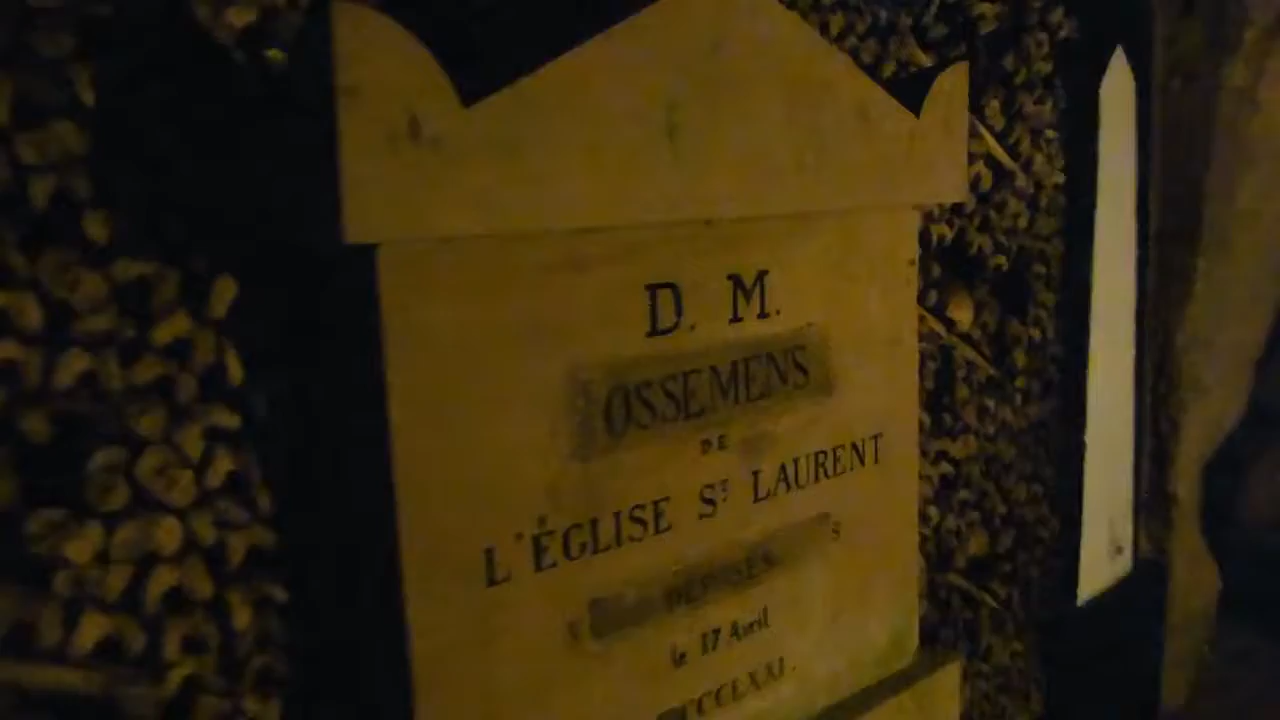 D. M.
OSSEMENS
DE
L'ÉGLISE St LAURENT
le 17 Avril